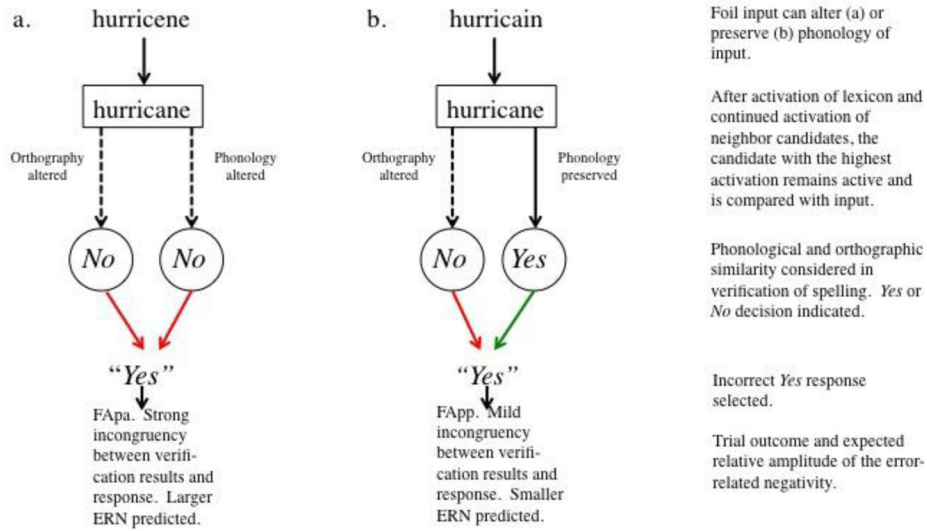 a.
hurricene
hurricane
Orthography
altered
Phonology
altered
No
No
“Yes”
FApa. Strong
incongruency
between verifi-
cation results and
response. Larger
ERN predicted.
b.
hurricain
hurricane
Orthography
altered
Phonology
preserved
No
Yes
“Yes”
FApp. Mild
incongruency
between verifi-
cation results and
response. Smaller
ERN predicted.
Foil input can alter (a) or
preserve (b) phonology of
input.
After activation of lexicon and
continued activation of
neighbor candidates, the
candidate with the highest
activation remains active and
is compared with input.
Phonological and orthographic
similarity considered in
verification of spelling. Yes or
No decision indicated.
Incorrect Yes response
selected.
Trial outcome and expected
relative amplitude of the error-
related negativity.